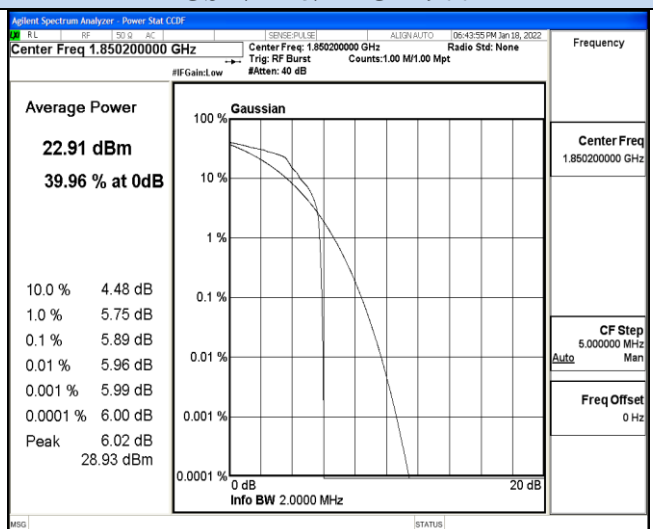 Agilent Spectrum Analyzer - Power Stat CCDF
LXI RL RF 50 Ω AC SENSE:PULSE ALIGNAUTO 06:43:55 PM Jan 18, 2022
Center Freq 1.850200000 GHz
Center Freq: 1.850200000 GHz Radio Std: None
Trig: RF Burst Counts:1.00 M/1.00 Mpt
#IFGain:Low #Atten: 40 dB
Frequency
Average Power
22.91 dBm
39.96 % at 0dB
10.0 % 4.48 dB
1.0 % 5.75 dB
0.1 % 5.89 dB
0.01 % 5.96 dB
0.001 % 5.99 dB
0.0001 % 6.00 dB
Peak 6.02 dB
28.93 dBm
Gaussian
100 %
10 %
1 %
0.1 %
0.01 %
0.001 %
0.0001 %
0 dB 20 dB
Info BW 2.0000 MHz
Center Freq
1.850200000 GHz
CF Step
5.000000 MHz
Auto Man
Freq Offset
0 Hz
MSG STATUS